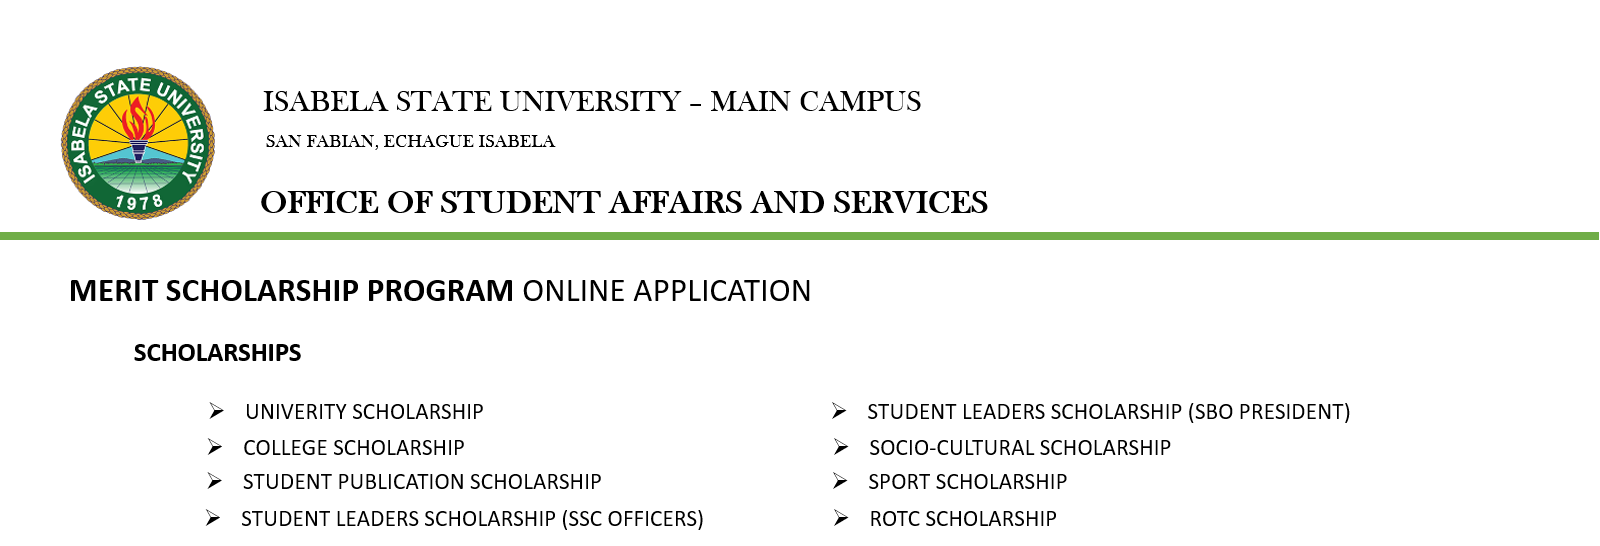 ISABELA STATE UNIVERSITY
1978
ISABELA STATE UNIVERSITY – MAIN CAMPUS
SAN FABIAN, ECHAGUE ISABELA
OFFICE OF STUDENT AFFAIRS AND SERVICES
MERIT SCHOLARSHIP PROGRAM ONLINE APPLICATION
SCHOLARSHIPS
➢ UNIVERITY SCHOLARSHIP
➢ COLLEGE SCHOLARSHIP
➢ STUDENT PUBLICATION SCHOLARSHIP
➢ STUDENT LEADERS SCHOLARSHIP (SSC OFFICERS)
➢ STUDENT LEADERS SCHOLARSHIP (SBO PRESIDENT)
➢ SOCIO-CULTURAL SCHOLARSHIP
➢ SPORT SCHOLARSHIP
➢ ROTC SCHOLARSHIP